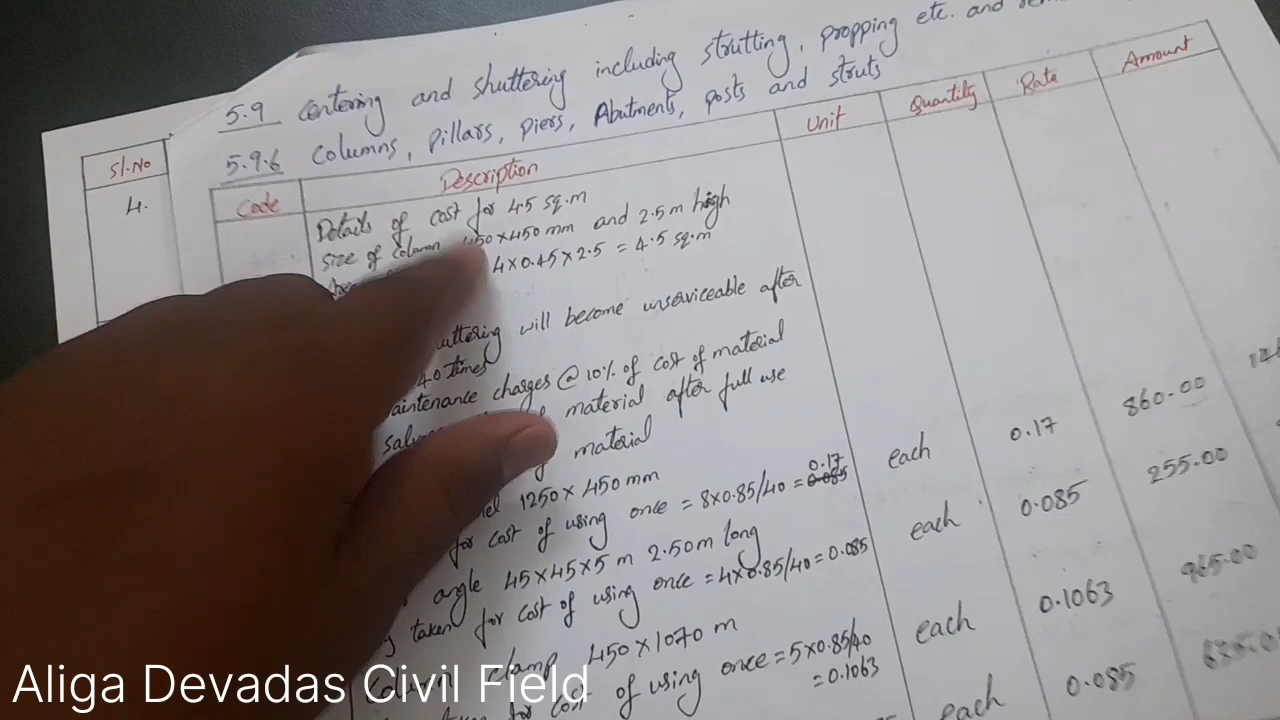 5.9 centering and shuttering including strutting, propping etc. and
5.9.6 columns, pillars, piers, Abutments, posts and struts
Sl.No
4.
Code Description Unit Quantity Rate Amount
Details of cost for 4.5 sq.m
size of column 450×450 mm and 2.5 m high
4×0.45×2.5 = 4.5 sq.m
will become unserviceable after
40 times
charges @ 10% of cost of material
material after full use
material
1250×450 mm
for cost of using once = 8×0.85/40 = 0.17 each 0.17 860.00
angle 45×45×5 m 2.50m long
taken for cost of using once = 4×0.85/40 = 0.085 each 0.085 255.00
clamp 450×1070 m
cost of using once = 5×0.85/40 each 0.1063 965.00
= 0.1063
each 0.085
Aliga Devadas Civil Field